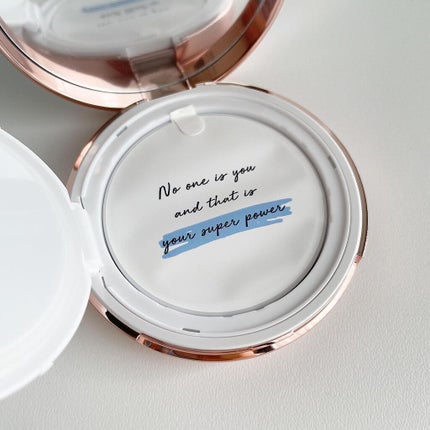 No one is you
and that is
your super power